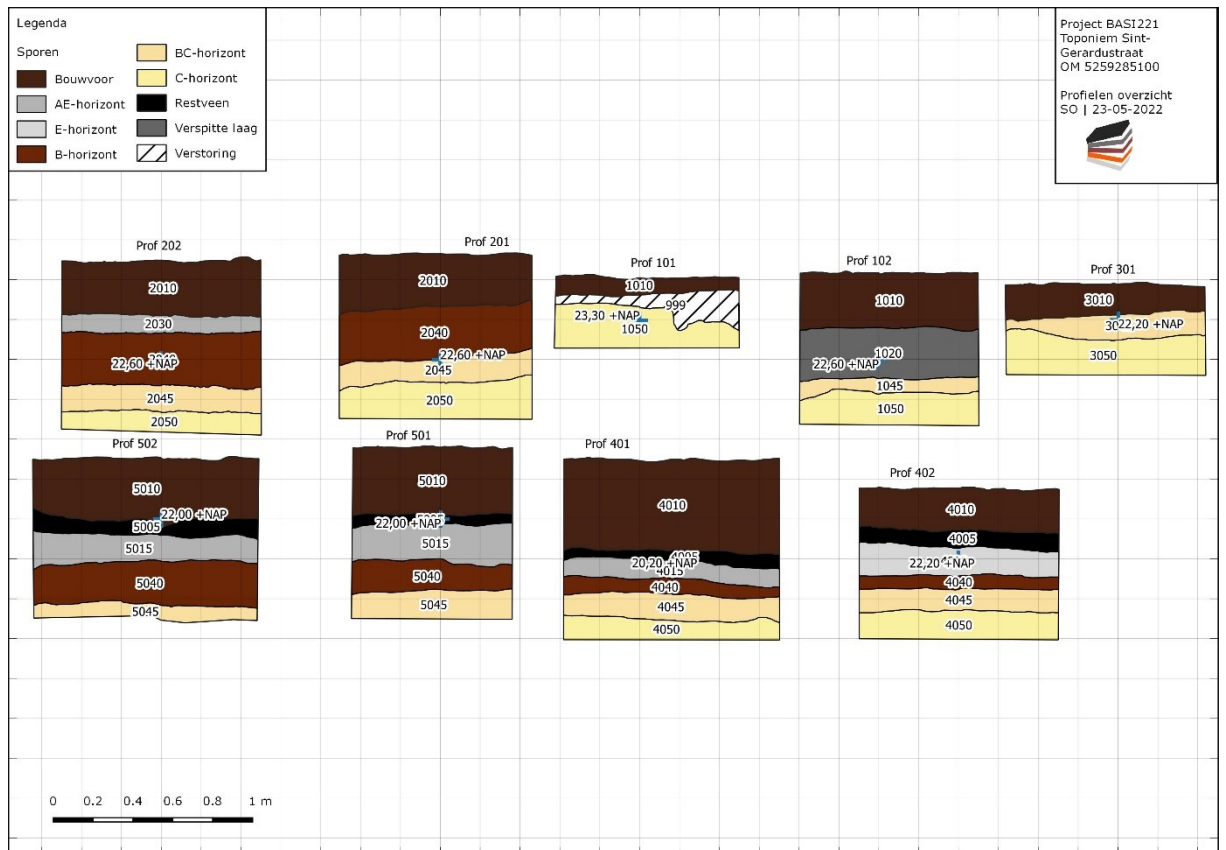 Legenda
Sporen
Bouwvoor
AE-horizont
E-horizont
B-horizont
BC-horizont
C-horizont
Restveen
Verspitte laag
Verstoring
Project BASI221
Toponiem Sint-
Gerardustraat
OM 5259285100
Profielen overzicht
SO | 23-05-2022
Prof 202
2010
2030
22,60 +NAP
2045
2050
Prof 201
2010
2040
22,60 +NAP
2045
2050
Prof 101
1010
999
23,30 +NAP
1050
Prof 102
1010
1020
22,60 +NAP
1045
1050
Prof 301
3010
22,20 +NAP
3050
Prof 502
5010
22,00 +NAP
5005
5015
5040
5045
Prof 501
5010
22,00 +NAP
5015
5040
5045
Prof 401
4010
4005
20,20 +NAP
4015
4040
4045
4050
Prof 402
4010
4005
22,20 +NAP
4040
4045
4050
0 0.2 0.4 0.6 0.8 1 m